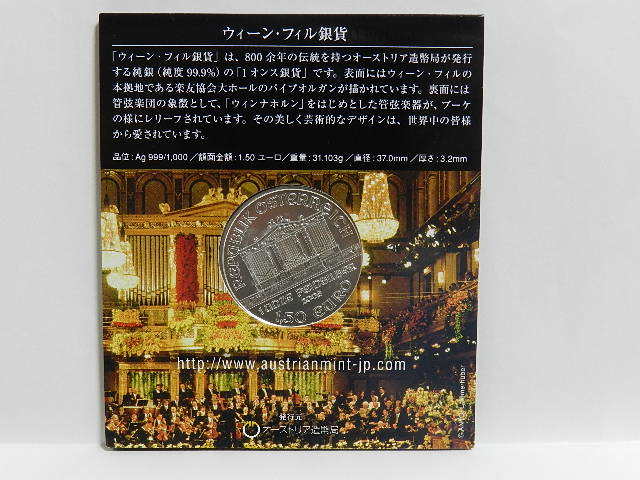 ウィーン・フィル銀貨
「ウィーン・フィル銀貨」は、800余年の伝統を持つオーストリア造幣局が発行
する純銀（純度99.9%）の「1オンス銀貨」です。表面にはウィーン・フィルの
本拠地である楽友協会大ホールのパイプオルガンが描かれています。裏面には
管弦楽団の象徴として、「ウィンナホルン」をはじめとした管弦楽器が、ブーケ
の様にレリーフされています。その美しく芸術的なデザインは、世界中の皆様
から愛されています。
品位：Ag 999/1,000／額面金額：1.50 ユーロ／重量：31.103g／直径：37.0mm／厚さ：3.2mm
REPUBLIK ÖSTERREICH
1 UNZE FEINSILBER
1.50 EURO
http://www.austrianmint-jp.com
発行元
オーストリア造幣局